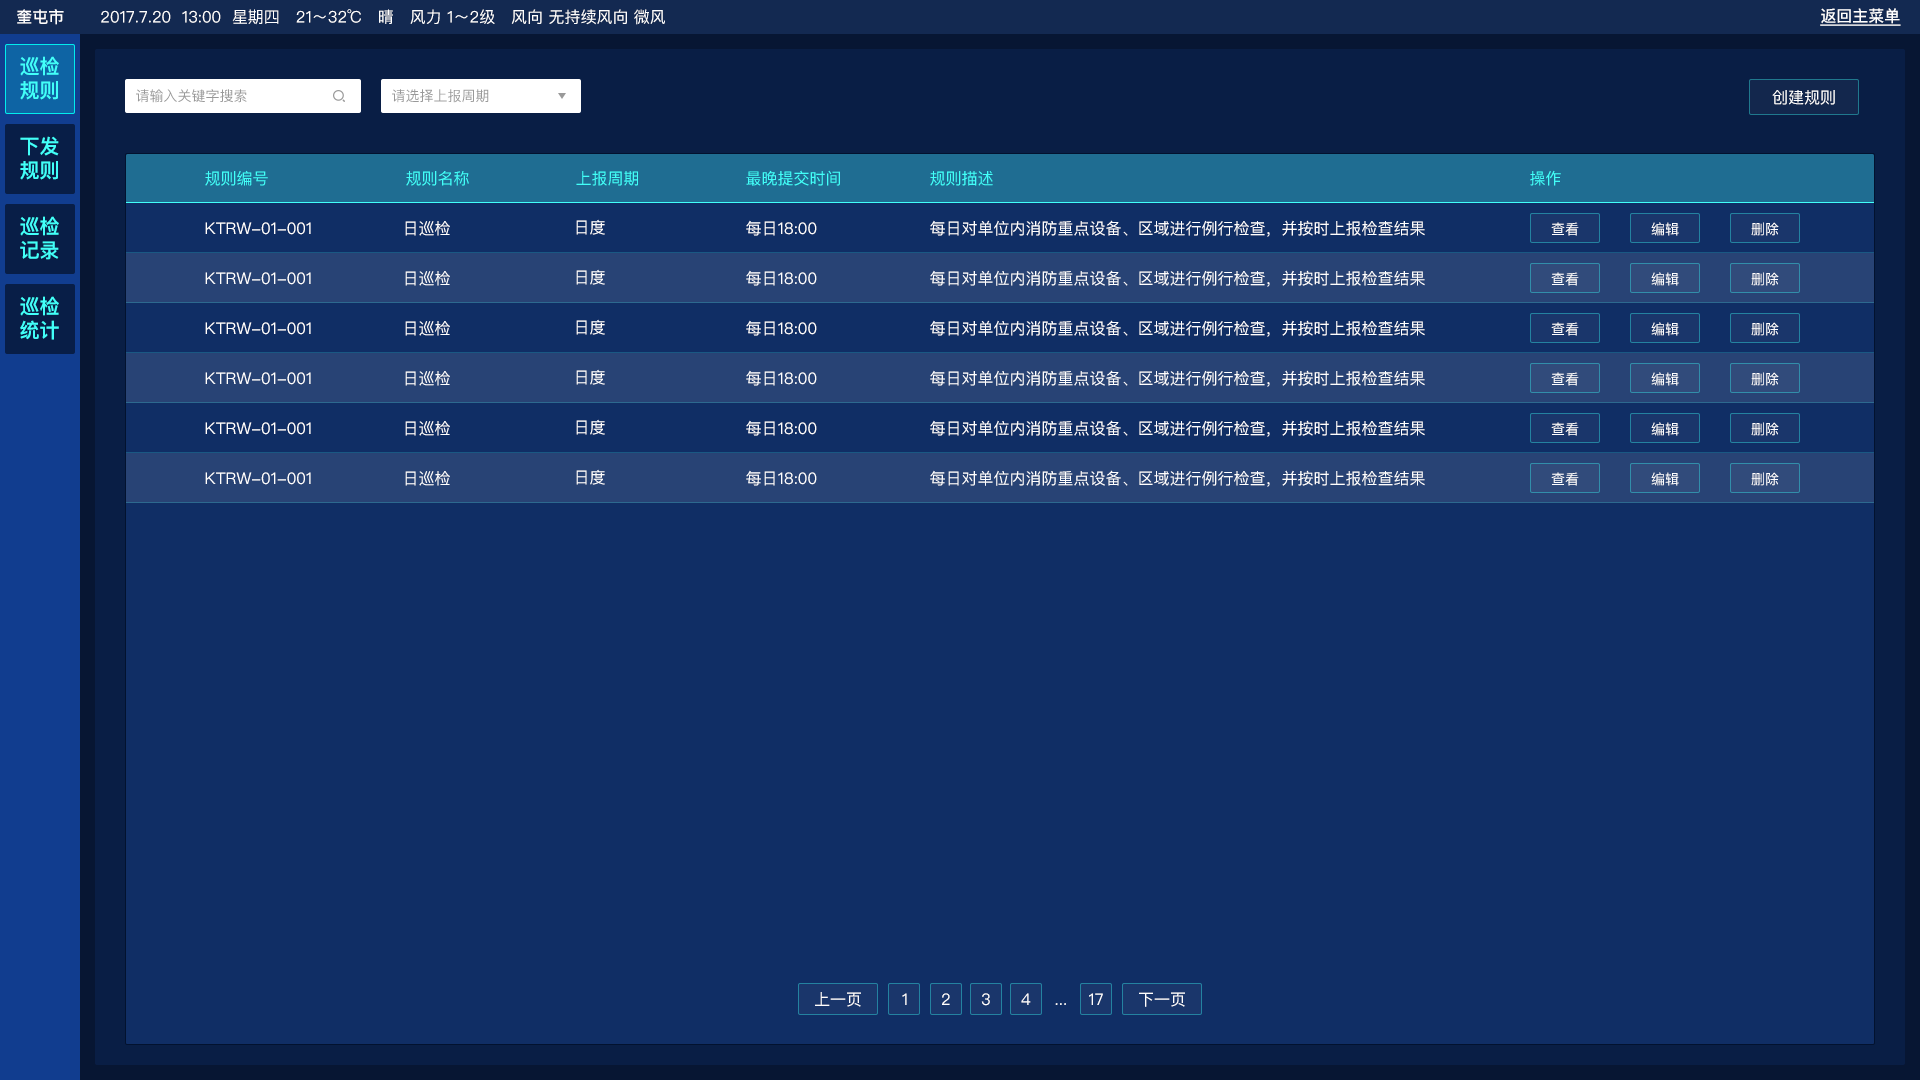 奎屯市 2017.7.20 13:00 星期四 21~32℃ 晴 风力 1~2级 风向 无持续风向 微风 返回主菜单
巡检
规则
下发
规则
巡检
记录
巡检
统计
请输入关键字搜索 请选择上报周期 创建规则
规则编号 规则名称 上报周期 最晚提交时间 规则描述 操作
KTRW-01-001 日巡检 日度 每日18:00 每日对单位内消防重点设备、区域进行例行检查，并按时上报检查结果 查看 编辑 删除
KTRW-01-001 日巡检 日度 每日18:00 每日对单位内消防重点设备、区域进行例行检查，并按时上报检查结果 查看 编辑 删除
KTRW-01-001 日巡检 日度 每日18:00 每日对单位内消防重点设备、区域进行例行检查，并按时上报检查结果 查看 编辑 删除
KTRW-01-001 日巡检 日度 每日18:00 每日对单位内消防重点设备、区域进行例行检查，并按时上报检查结果 查看 编辑 删除
KTRW-01-001 日巡检 日度 每日18:00 每日对单位内消防重点设备、区域进行例行检查，并按时上报检查结果 查看 编辑 删除
KTRW-01-001 日巡检 日度 每日18:00 每日对单位内消防重点设备、区域进行例行检查，并按时上报检查结果 查看 编辑 删除
上一页 1 2 3 4 ... 17 下一页